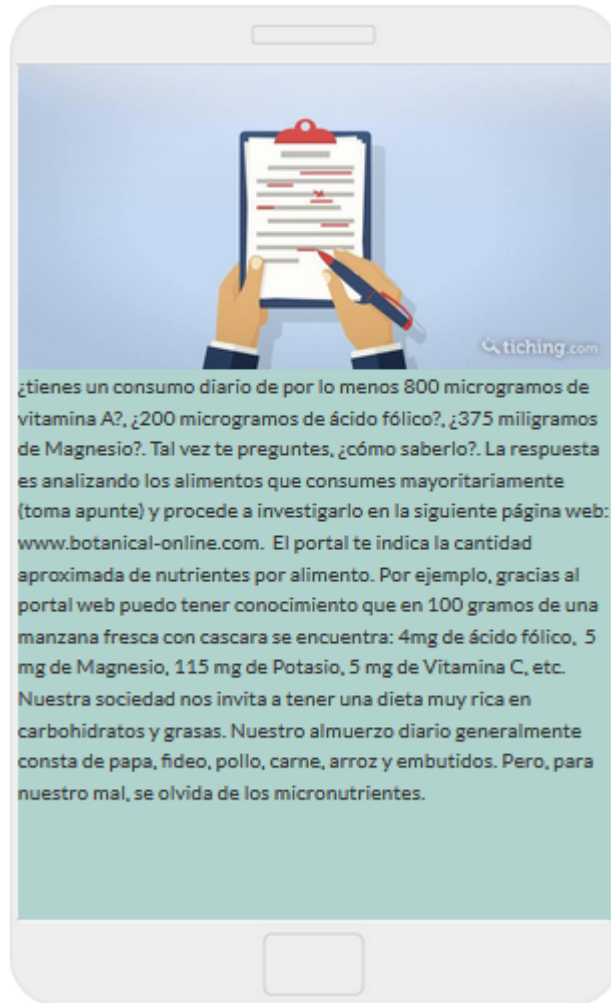 tiching.com
¿tienes un consumo diario de por lo menos 800 microgramos de
vitamina A?, ¿200 microgramos de ácido fólico?, ¿375 miligramos
de Magnesio?. Tal vez te preguntes, ¿cómo saberlo?. La respuesta
es analizando los alimentos que consumes mayoritariamente
(toma apunte) y procede a investigarlo en la siguiente página web:
www.botanical-online.com. El portal te indica la cantidad
aproximada de nutrientes por alimento. Por ejemplo, gracias al
portal web puedo tener conocimiento que en 100 gramos de una
manzana fresca con cascara se encuentra: 4mg de ácido fólico, 5
mg de Magnesio, 115 mg de Potasio, 5 mg de Vitamina C, etc.
Nuestra sociedad nos invita a tener una dieta muy rica en
carbohidratos y grasas. Nuestro almuerzo diario generalmente
consta de papa, fideo, pollo, carne, arroz y embutidos. Pero, para
nuestro mal, se olvida de los micronutrientes.